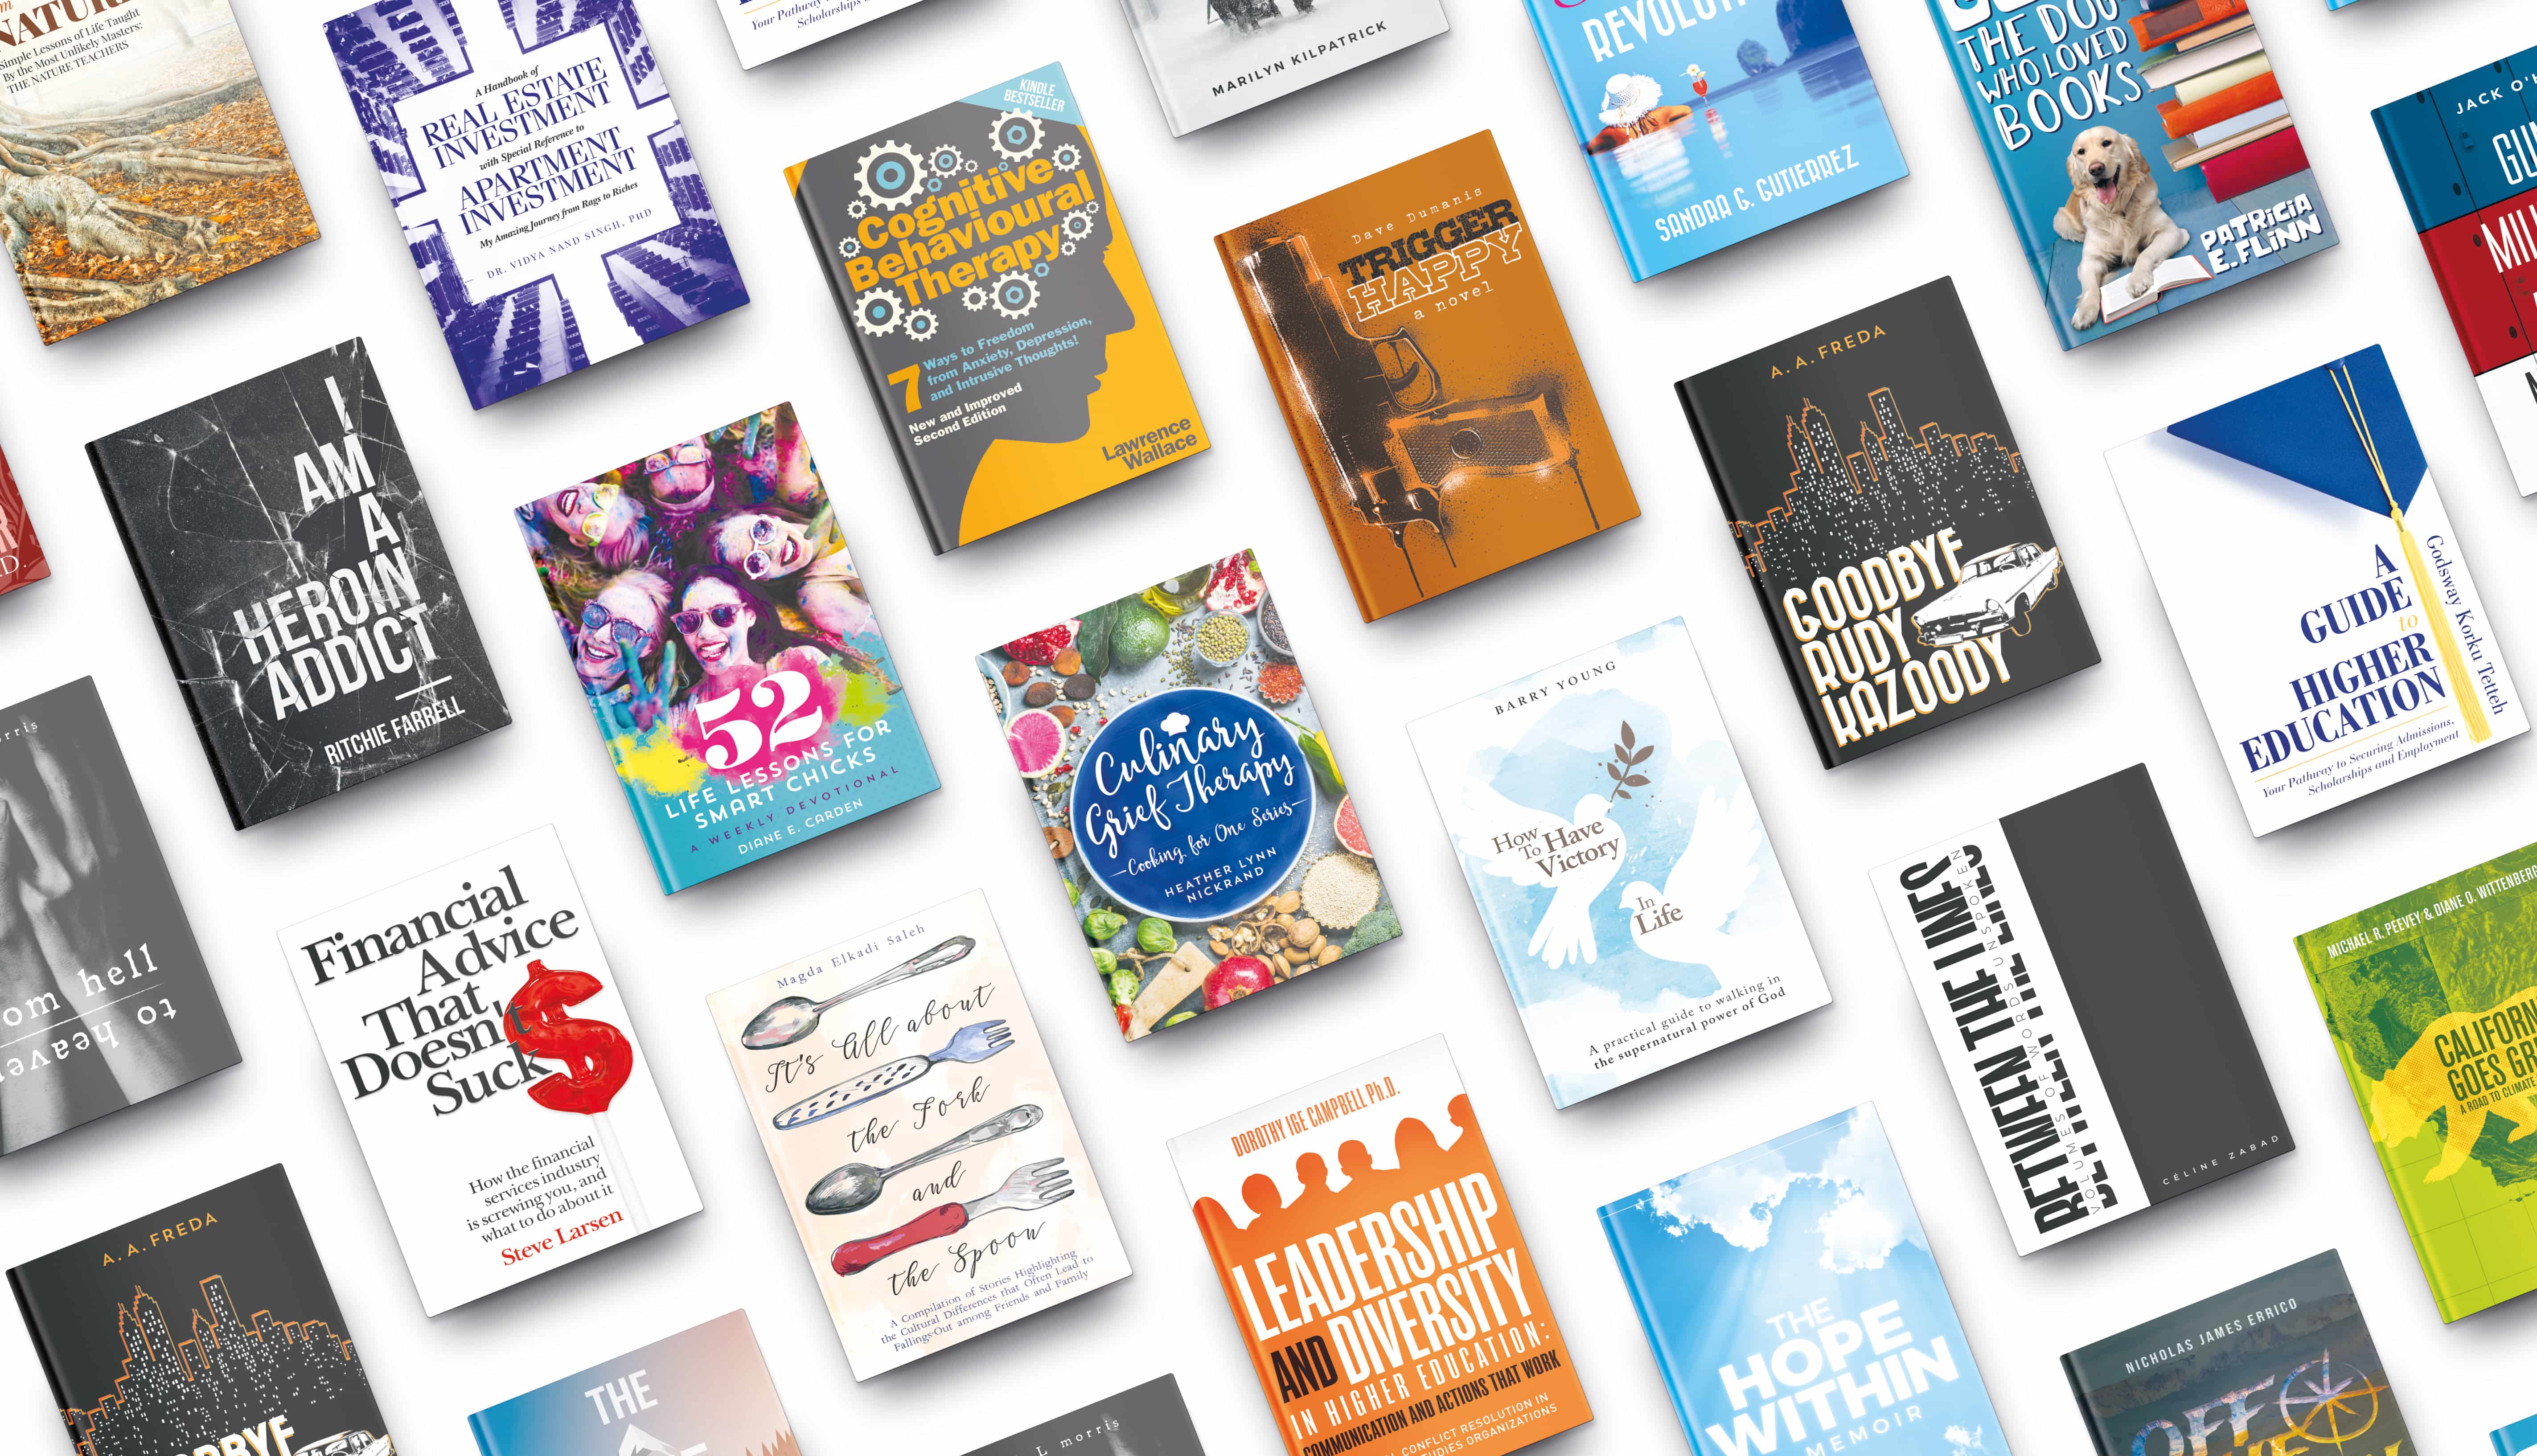 NATURE
Simple Lessons of Life Taught
By the Most Unlikely Masters:
THE NATURE TEACHERS
A Handbook of
REAL ESTATE
INVESTMENT
with Special Reference to
APARTMENT
INVESTMENT
My Amazing Journey from Rags to Riches
DR. VIDYA NAND SINGH, PHD
Your Pathway
Scholarships
MARILYN KILPATRICK
SANDRA G. GUTIERREZ
THE DOG
WHO LOVED
BOOKS
PATRICIA
E. FLINN
KINDLE
BESTSELLER
Cognitive
Behavioural
Therapy
7 Ways to Freedom
from Anxiety, Depression,
and Intrusive Thoughts!
New and Improved
Second Edition
Lawrence
Wallace
Dave Dumanis
TRIGGER
HAPPY
a novel
A. A. FREDA
GOODBYE
RUDY
KAZOODY
JACK
A
GUIDE
to
HIGHER
EDUCATION
Your Pathway to Securing Admissions,
Scholarships and Employment
Godsway Korku Tetteh
I
AM
A
HEROIN
ADDICT
RITCHIE FARRELL
52
LIFE LESSONS FOR
SMART CHICKS
A WEEKLY DEVOTIONAL
DIANE E. CARDEN
Culinary
Grief Therapy
Cooking for One Series
HEATHER LYNN
NICKRAND
BARRY YOUNG
How
To Have
Victory
In
Life
A practical guide to walking in
the supernatural power of God
BETWEEN THE LINES
VOLUMES OF WORDS UNSPOKEN
CÉLINE ZABAD
MICHAEL R. PEEVEY & DIANE O. WITTENBERG
A ROAD TO CLIMATE
hell
to
Financial
Advice
That
Doesn't
Suck
How the financial
services industry
is screwing you, and
what to do about it
Steve Larsen
Magda Elkadi Saleh
It's All about
the Fork
and
the Spoon
A Compilation of Stories Highlighting
the Cultural Differences that Often Lead to
Fallings-Out among Friends and Family
DOROTHY IGE CAMPBELL Ph.D.
LEADERSHIP
AND DIVERSITY
IN HIGHER EDUCATION:
COMMUNICATION AND ACTIONS THAT WORK
CONFLICT RESOLUTION IN
ORGANIZATIONS
THE
HOPE
WITHIN
MEMOIR
NICHOLAS JAMES ERRICO
OFF
A. A. FREDA
THE
L morris